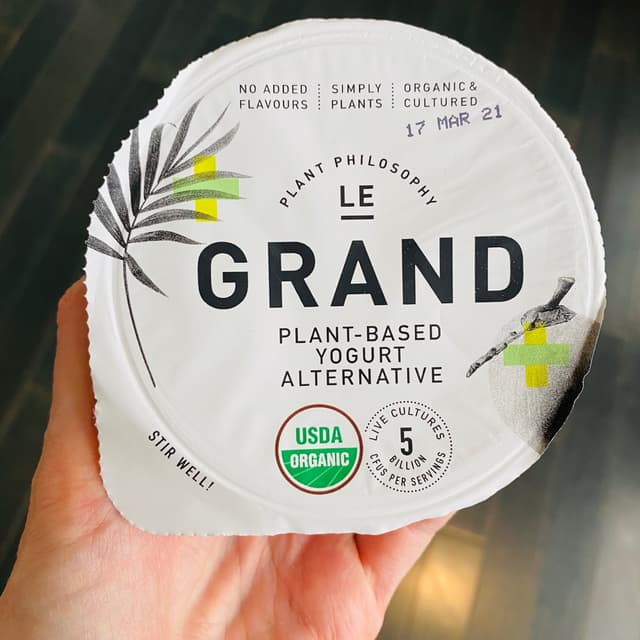 NO ADDED
FLAVOURS
SIMPLY
PLANTS
ORGANIC &
CULTURED
17 MAR 21
PLANT PHILOSOPHY
LE
GRAND
PLANT-BASED
YOGURT
ALTERNATIVE
USDA
ORGANIC
LIVE CULTURES
5
BILLION
CFUS PER SERVING
STIR WELL!